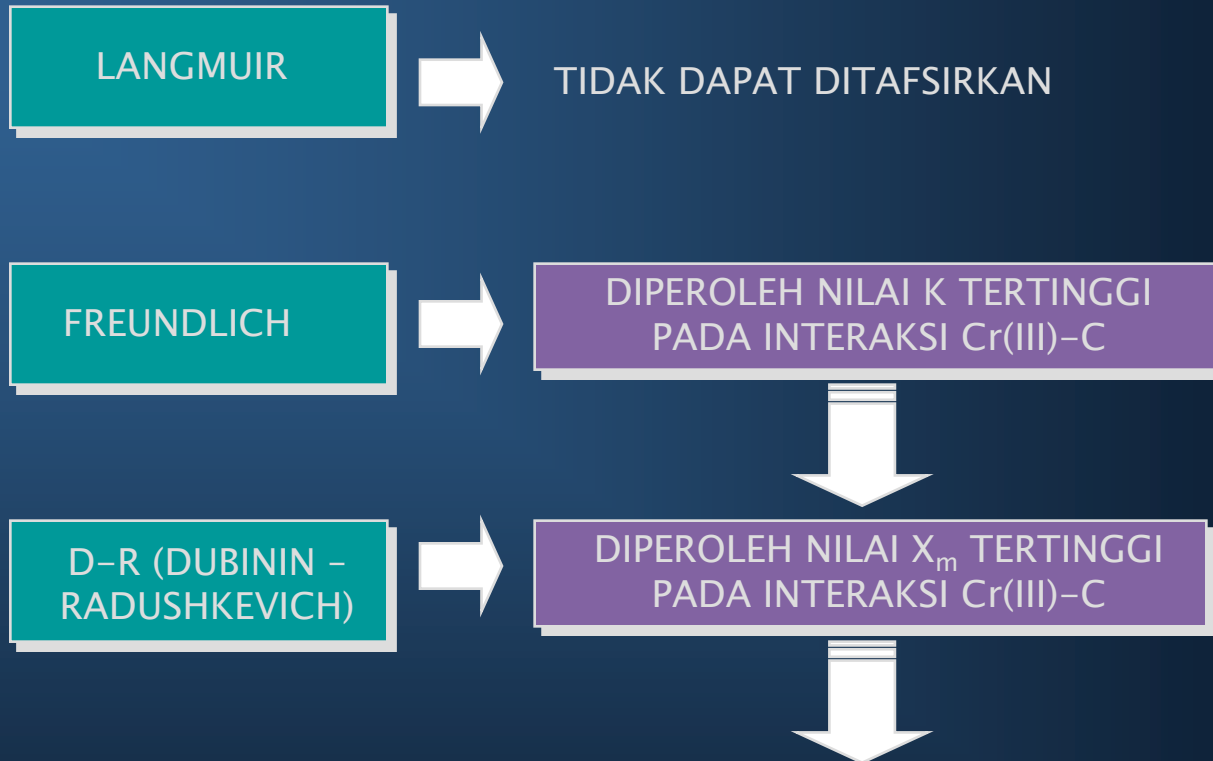 LANGMUIR
TIDAK DAPAT DITAFSIRKAN
FREUNDLICH
DIPEROLEH NILAI K TERTINGGI
PADA INTERAKSI Cr(III)–C
D–R (DUBININ –
RADUSHKEVICH)
DIPEROLEH NILAI Xₘ TERTINGGI
PADA INTERAKSI Cr(III)–C